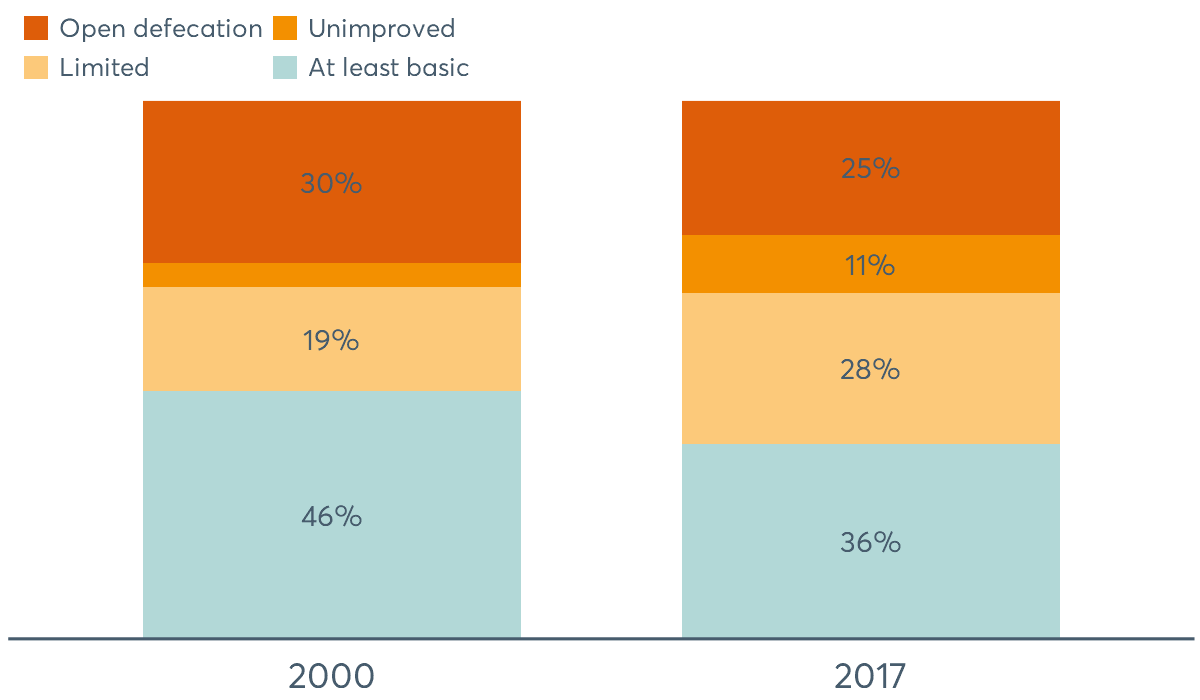 Open defecation Unimproved
Limited At least basic
30% 25%
11%
19% 28%
46% 36%
2000 2017